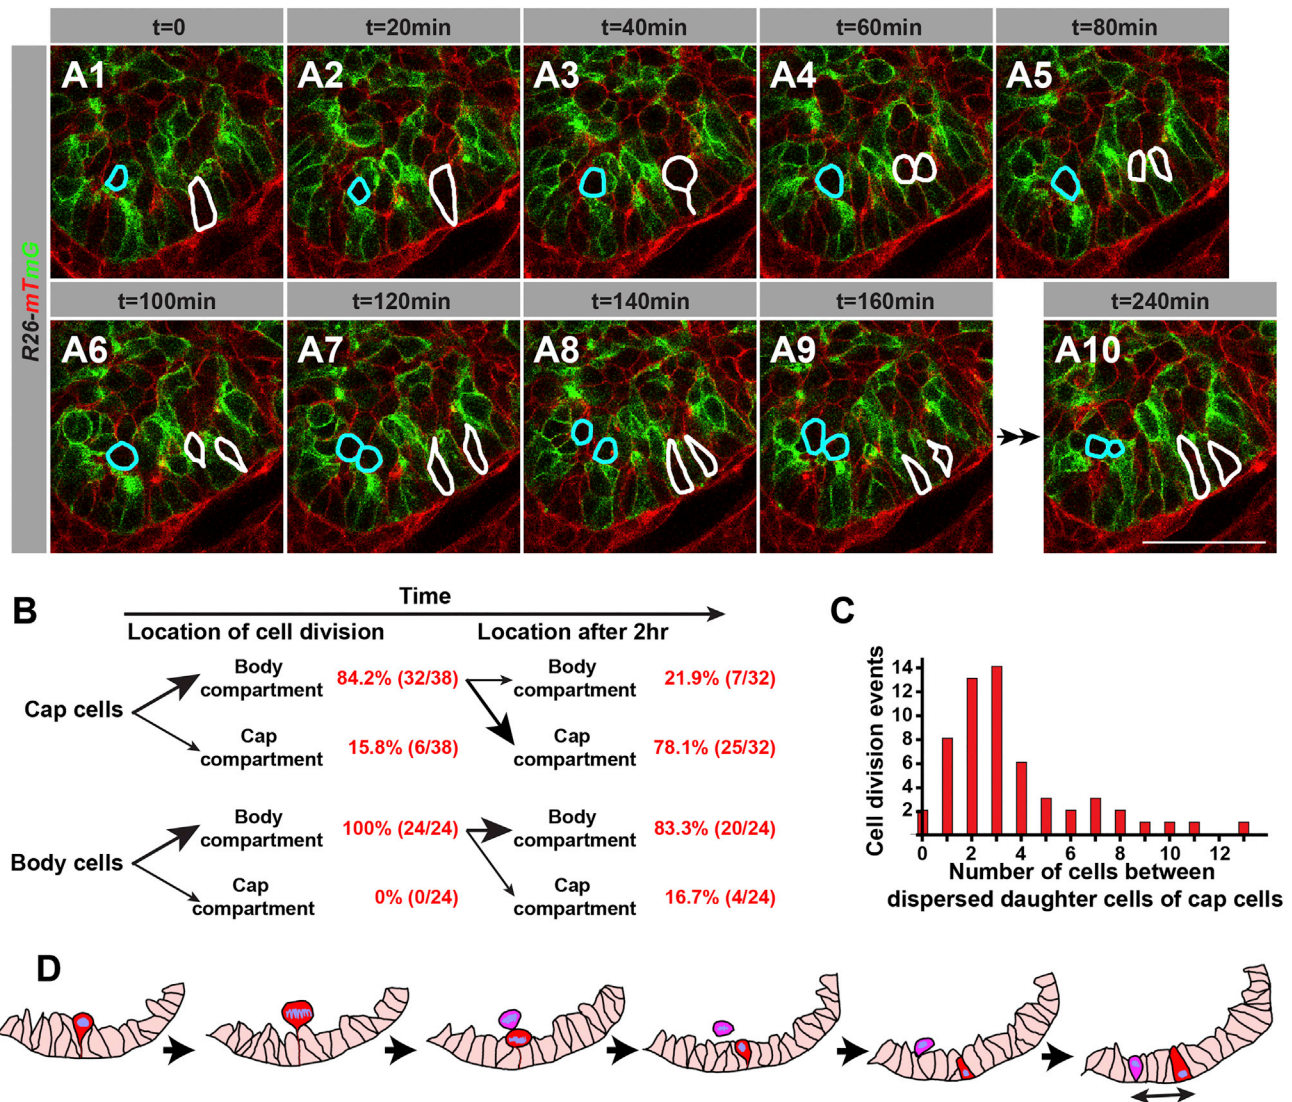 t=0
t=20min
t=40min
t=60min
t=80min
R26-mTmG
A1
A2
A3
A4
A5
t=100min
t=120min
t=140min
t=160min
t=240min
A6
A7
A8
A9
A10
B
Time
Location of cell division
Location after 2hr
Cap cells
Body
compartment
84.2% (32/38)
Body
compartment
21.9% (7/32)
Cap
compartment
15.8% (6/38)
Cap
compartment
78.1% (25/32)
Body cells
Body
compartment
100% (24/24)
Body
compartment
83.3% (20/24)
Cap
compartment
0% (0/24)
Cap
compartment
16.7% (4/24)
C
Cell division events
14
12
10
8
6
4
2
0
2
4
6
8
10
12
Number of cells between
dispersed daughter cells of cap cells
D